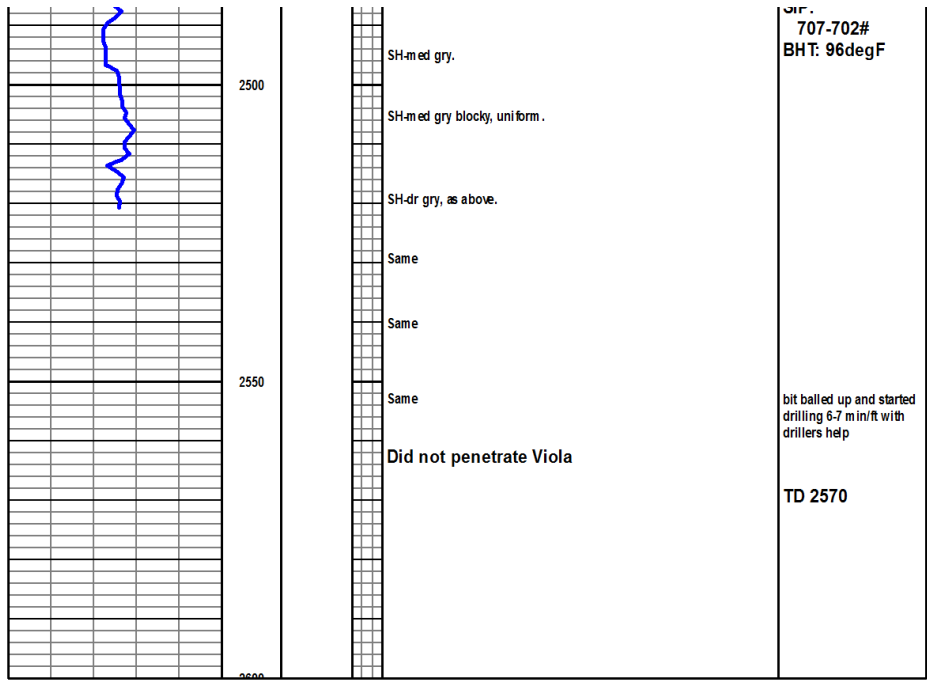 SIP:
707-702#
BHT: 96degF
SH-med gry.
2500
SH-med gry blocky, uniform.
SH-dr gry, as above.
Same
Same
2550
Same
bit balled up and started
drilling 6-7 min/ft with
drillers help
Did not penetrate Viola
TD 2570
2600